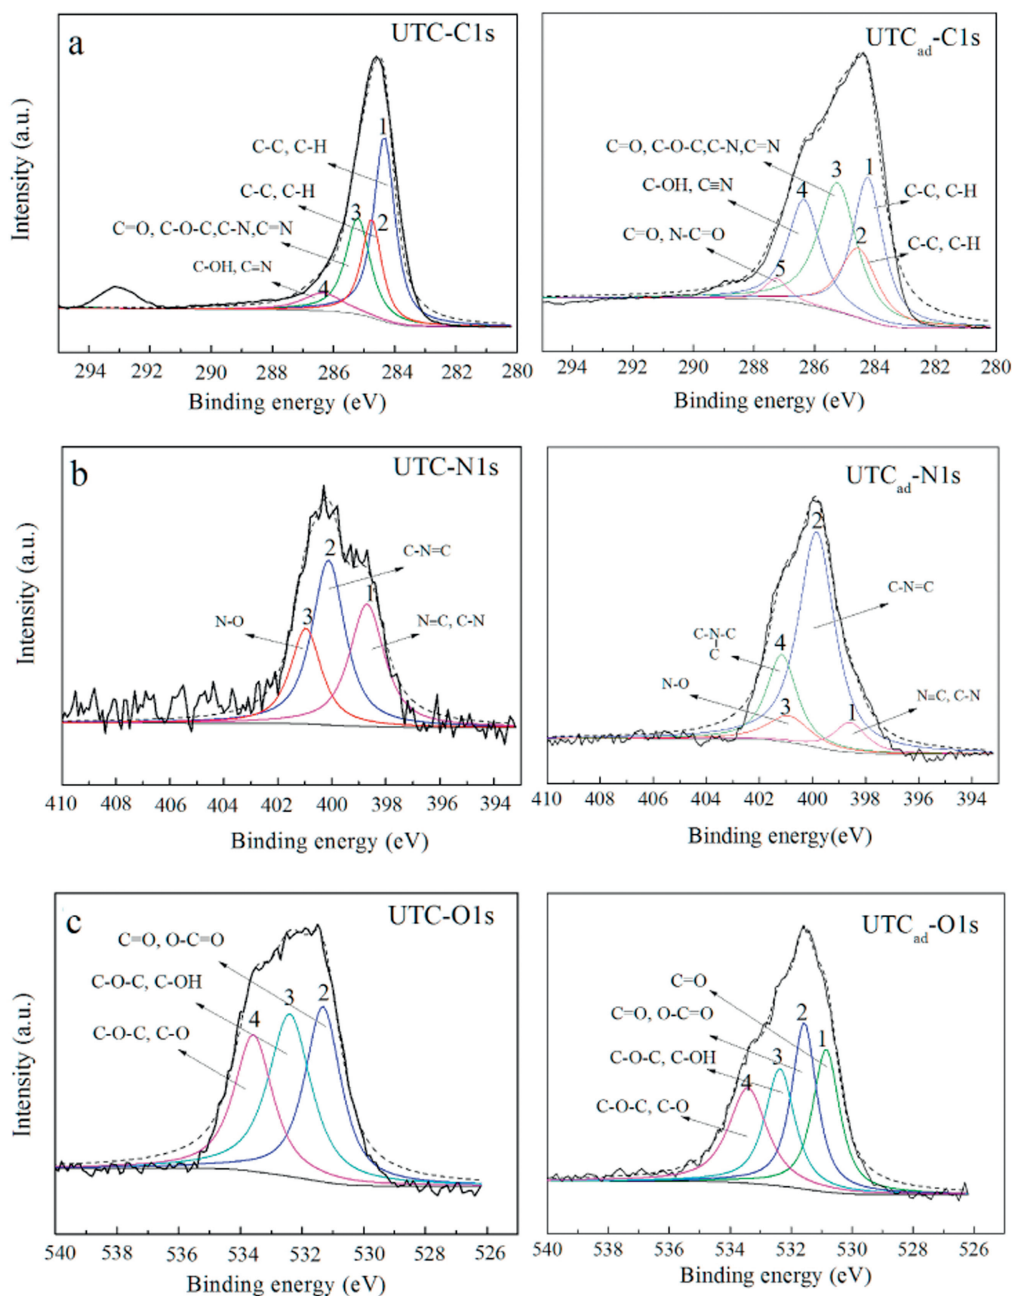 a
UTC-C1s
1
C-C, C-H
C-C, C-H
3
2
C=O, C-O-C,C-N,C=N
C-OH, C=N
4
Intensity (a.u.)
294 292 290 288 286 284 282 280
Binding energy (eV)
UTCad-C1s
C=O, C-O-C,C-N,C=N
C-OH, C≡N
4
3
1
C-C, C-H
C=O, N-C=O
2
C-C, C-H
5
294 292 290 288 286 284 282 280
Binding energy (eV)
b
UTC-N1s
2
C-N=C
N-O
3
1
N=C, C-N
Intensity (a.u.)
410 408 406 404 402 400 398 396 394
Binding energy (eV)
UTCad-N1s
2
C-N=C
C-N-C
C
4
N-O
3
1
N=C, C-N
410 408 406 404 402 400 398 396 394
Binding energy(eV)
c
UTC-O1s
C=O, O-C=O
C-O-C, C-OH
3
2
C-O-C, C-O
4
Intensity (a.u.)
540 538 536 534 532 530 528 526
Binding energy (eV)
UTCad-O1s
C=O
C=O, O-C=O
2
1
C-O-C, C-OH
3
4
C-O-C, C-O
540 538 536 534 532 530 528 526
Binding energy (eV)